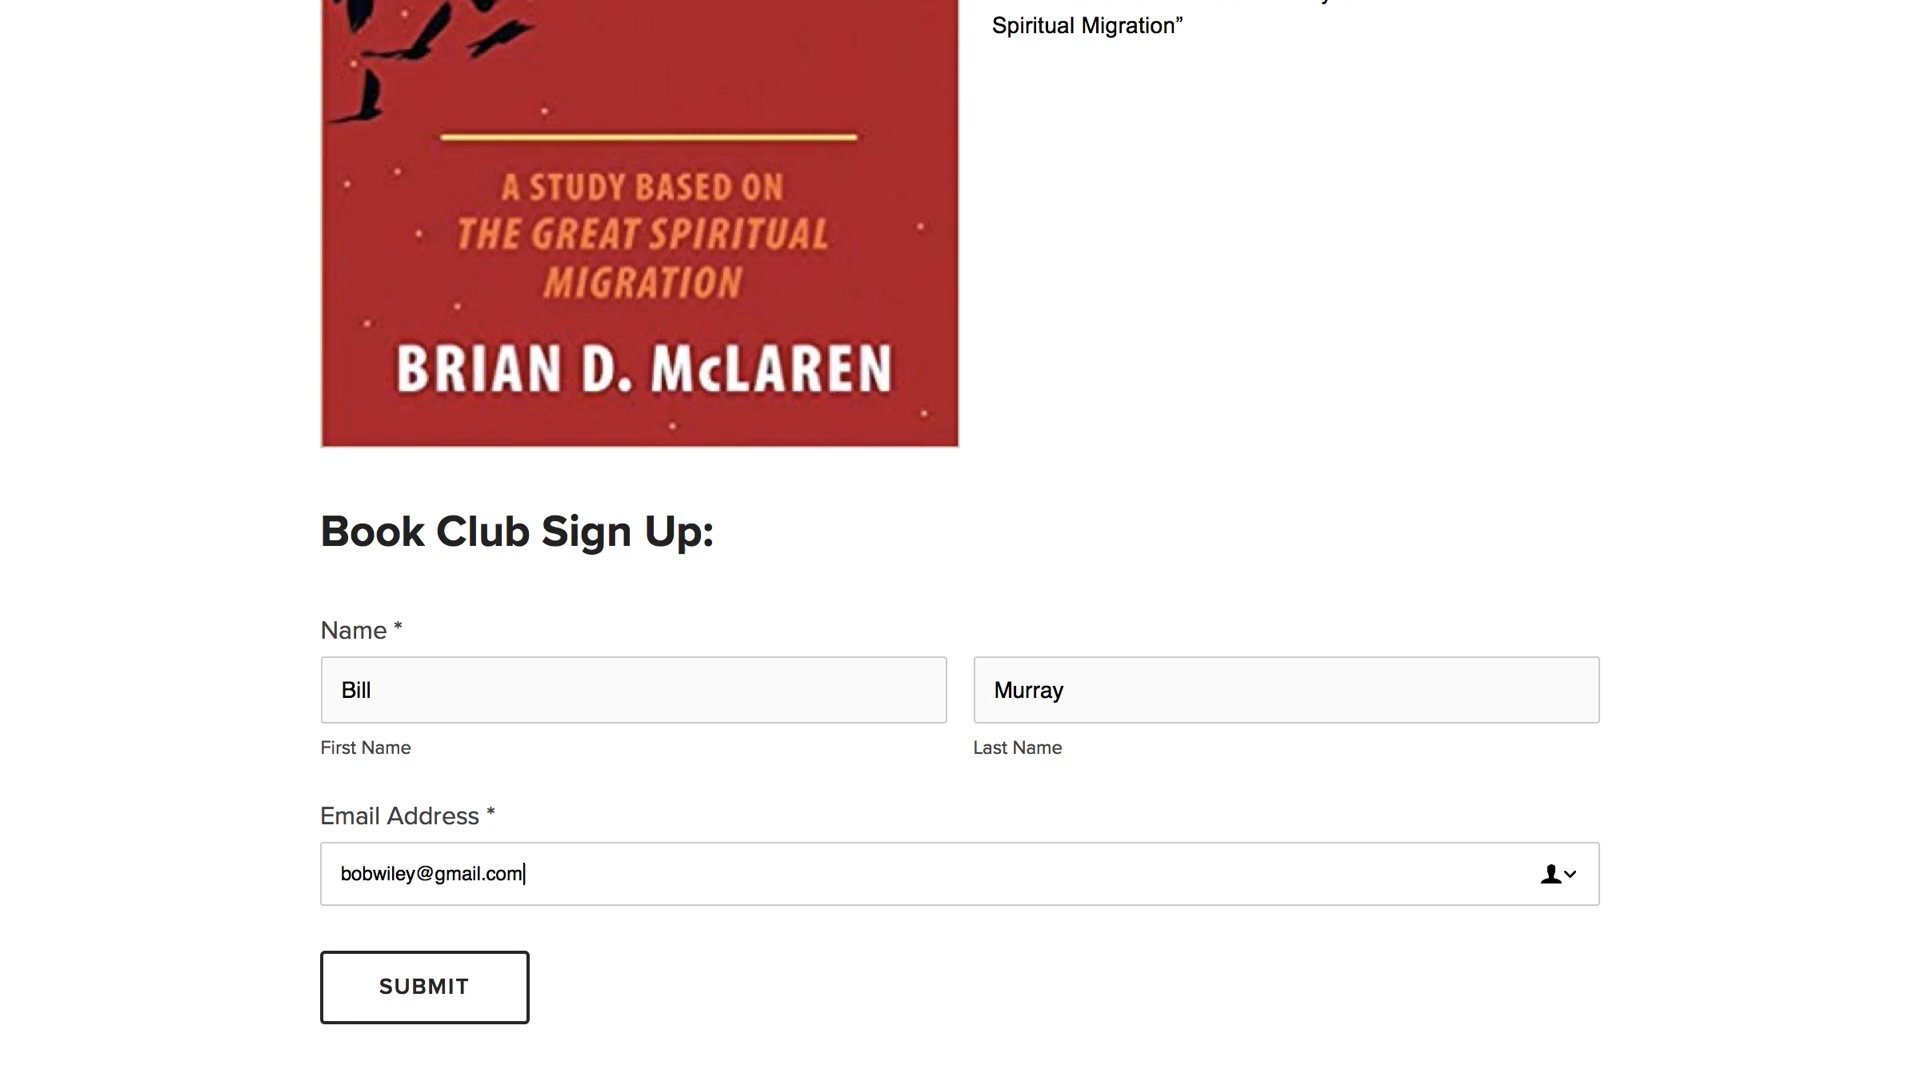 Spiritual Migration”
A STUDY BASED ON
THE GREAT SPIRITUAL
MIGRATION
BRIAN D. McLAREN
Book Club Sign Up:
Name *
Bill
Murray
First Name
Last Name
Email Address *
bobwiley@gmail.com
SUBMIT